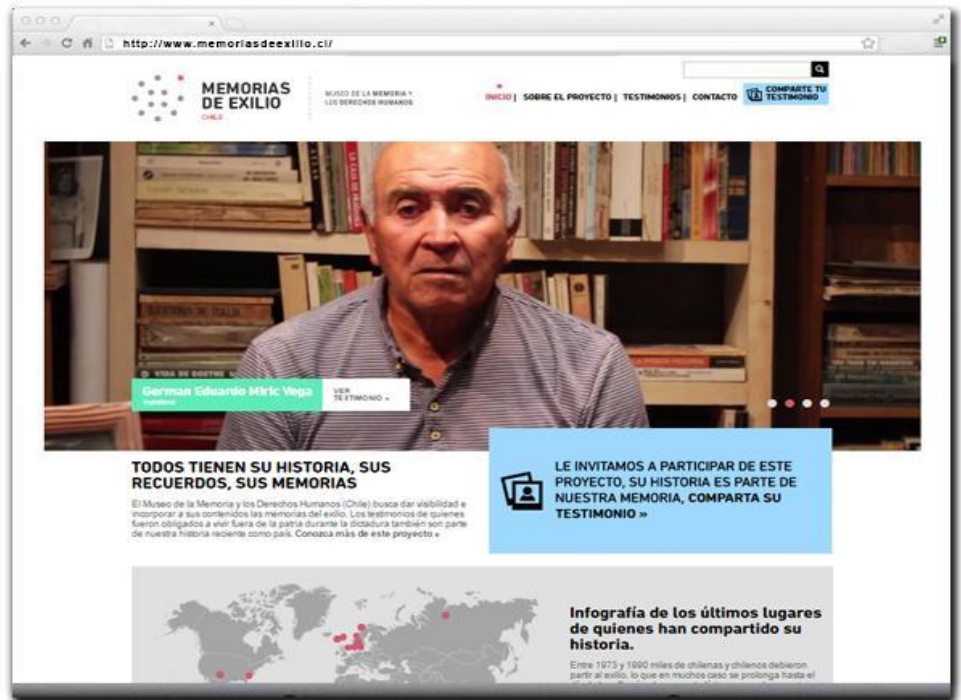 http://www.memoriasdeexilio.cl/
MEMORIAS
DE EXILIO
CHILE
MUSEO DE LA MEMORIA Y
LOS DERECHOS HUMANOS
INICIO | SOBRE EL PROYECTO | TESTIMONIOS | CONTACTO
COMPARTE TU
TESTIMONIO
VIDA DE GOETHE
German Eduardo Miric Vega
VER
TESTIMONIO »
TODOS TIENEN SU HISTORIA, SUS
RECUERDOS, SUS MEMORIAS
El Museo de la Memoria y los Derechos Humanos (Chile) busca dar visibilidad e
incorporar a sus contenidos las memorias del exilio. Los testimonios de quienes
fueron obligados a vivir fuera de la patria durante la dictadura también son parte
de nuestra historia reciente como país. Conozca más de este proyecto »
LE INVITAMOS A PARTICIPAR DE ESTE
PROYECTO, SU HISTORIA ES PARTE DE
NUESTRA MEMORIA, COMPARTA SU
TESTIMONIO »
Infografía de los últimos lugares
de quienes han compartido su
historia.
Entre 1973 y 1990 miles de chilenas y chilenos debieron
partir al exilio, lo que en muchos caso se prolonga hasta el